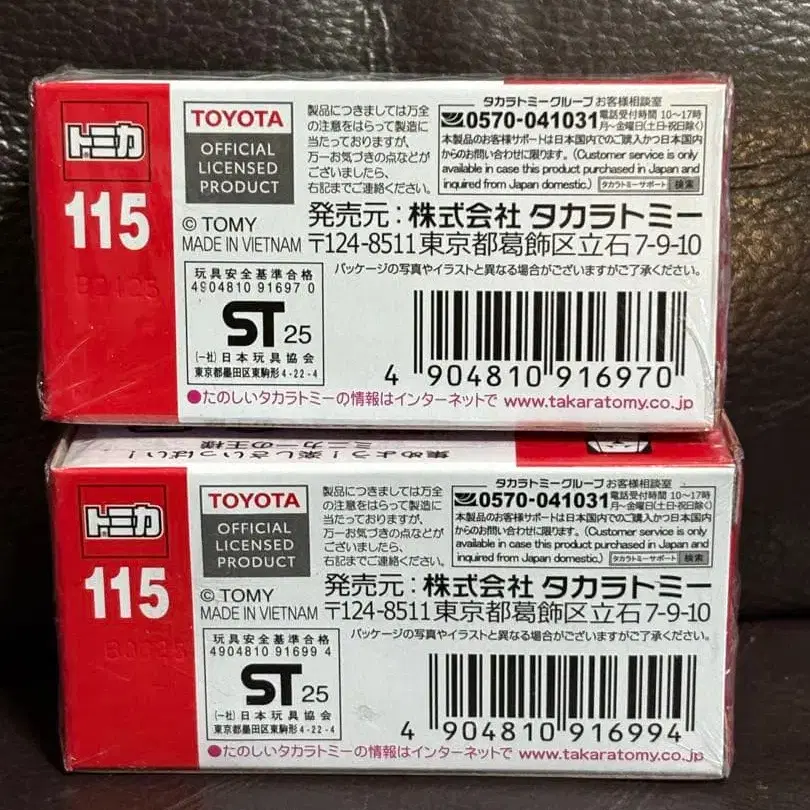 トミカ
115
TOYOTA
OFFICIAL
LICENSED
PRODUCT
製品につきましては万全
の注意をはらって製造に
当たっておりますが、
万一お気づきの点などが
ございましたら、
右記までご連絡ください。
タカラトミーグループ お客様相談室
0570-041031 電話受付時間 10〜17時
月〜金曜日(土・日・祝日除く)
本製品のお客様サポートは日本国内でのご購入かつ日本国内
からのお問い合わせに限ります。(Customer service is only
available in case this product purchased in Japan and
inquired from Japan domestic.) タカラトミーサポート 検索
© TOMY
MADE IN VIETNAM
発売元:株式会社 タカラトミー
〒124-8511東京都葛飾区立石7-9-10
パッケージの写真やイラストと異なる場合がございますがご了承ください。
玩具安全基準合格
4904810 91697 0
ST 25
(一社)日本玩具協会
東京都墨田区東駒形4-22-4
4 904810 916970
●たのしいタカラトミーの情報はインターネットで www.takaratomy.co.jp
集めよう!楽しさいっぱい!
ミニカーの王様
トミカ
115
TOYOTA
OFFICIAL
LICENSED
PRODUCT
製品につきましては万全
の注意をはらって製造に
当たっておりますが、
万一お気づきの点などが
ございましたら、
右記までご連絡ください。
タカラトミーグループ お客様相談室
0570-041031 電話受付時間 10〜17時
月〜金曜日(土・日・祝日除く)
本製品のお客様サポートは日本国内でのご購入かつ日本国内
からのお問い合わせに限ります。(Customer service is only
available in case this product purchased in Japan and
inquired from Japan domestic.) タカラトミーサポート 検索
© TOMY
MADE IN VIETNAM
発売元:株式会社 タカラトミー
〒124-8511東京都葛飾区立石7-9-10
パッケージの写真やイラストと異なる場合がございますがご了承ください。
玩具安全基準合格
4904810 91699 4
ST 25
(一社)日本玩具協会
東京都墨田区東駒形4-22-4
4 904810 916994
●たのしいタカラトミーの情報はインターネットで www.takaratomy.co.jp